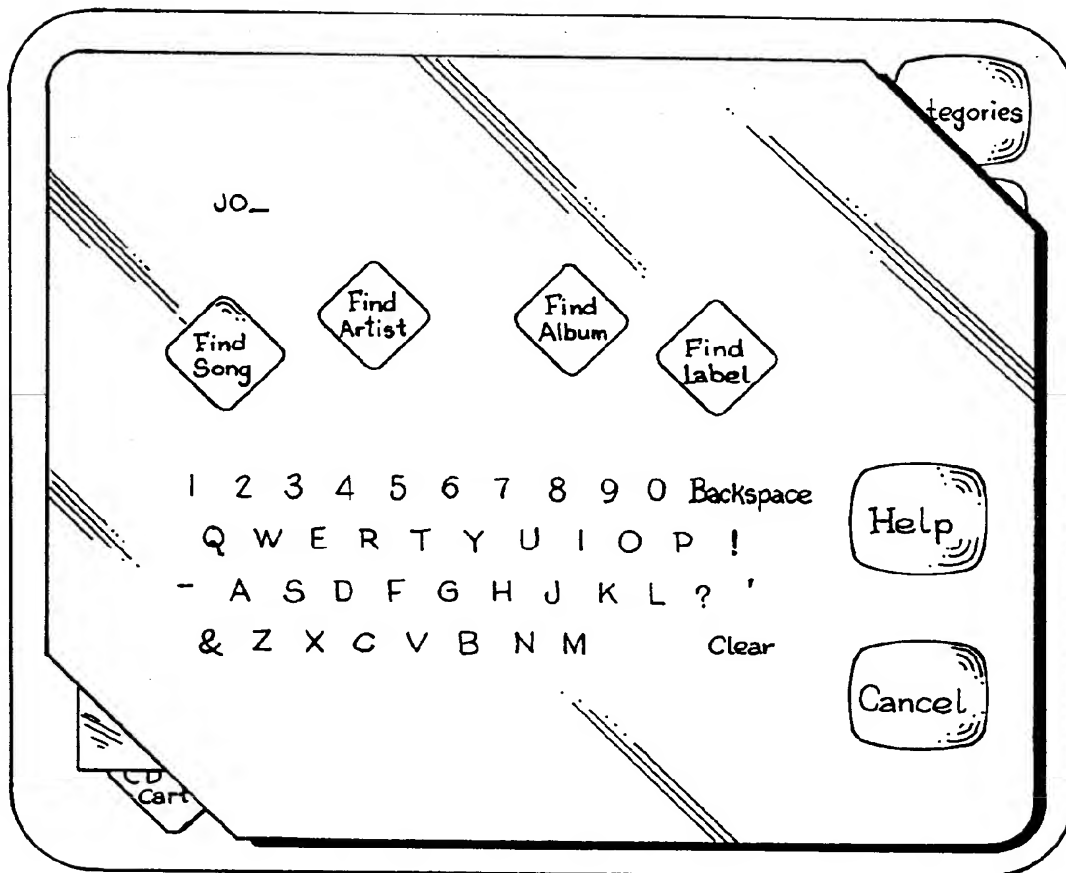 tegories
JO_
Find Song
Find Artist
Find Album
Find Label
1 2 3 4 5 6 7 8 9 0 Backspace
Q W E R T Y U I O P !
- A S D F G H J K L ? '
& Z X C V B N M Clear
Help
Cancel
CD
Cart